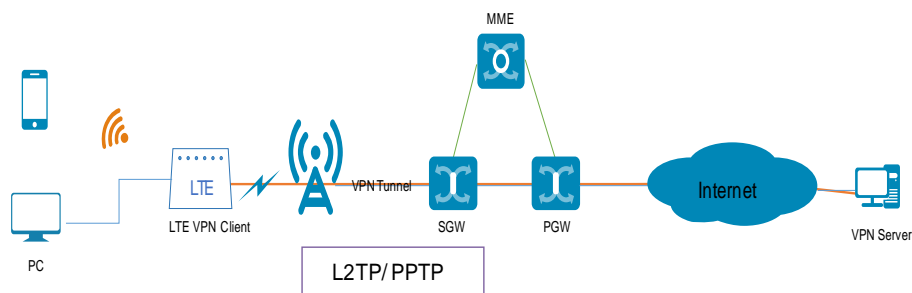 MME
LTE
VPN Tunnel
Internet
LTE VPN Client
SGW
PGW
VPN Server
PC
L2TP/PPTP